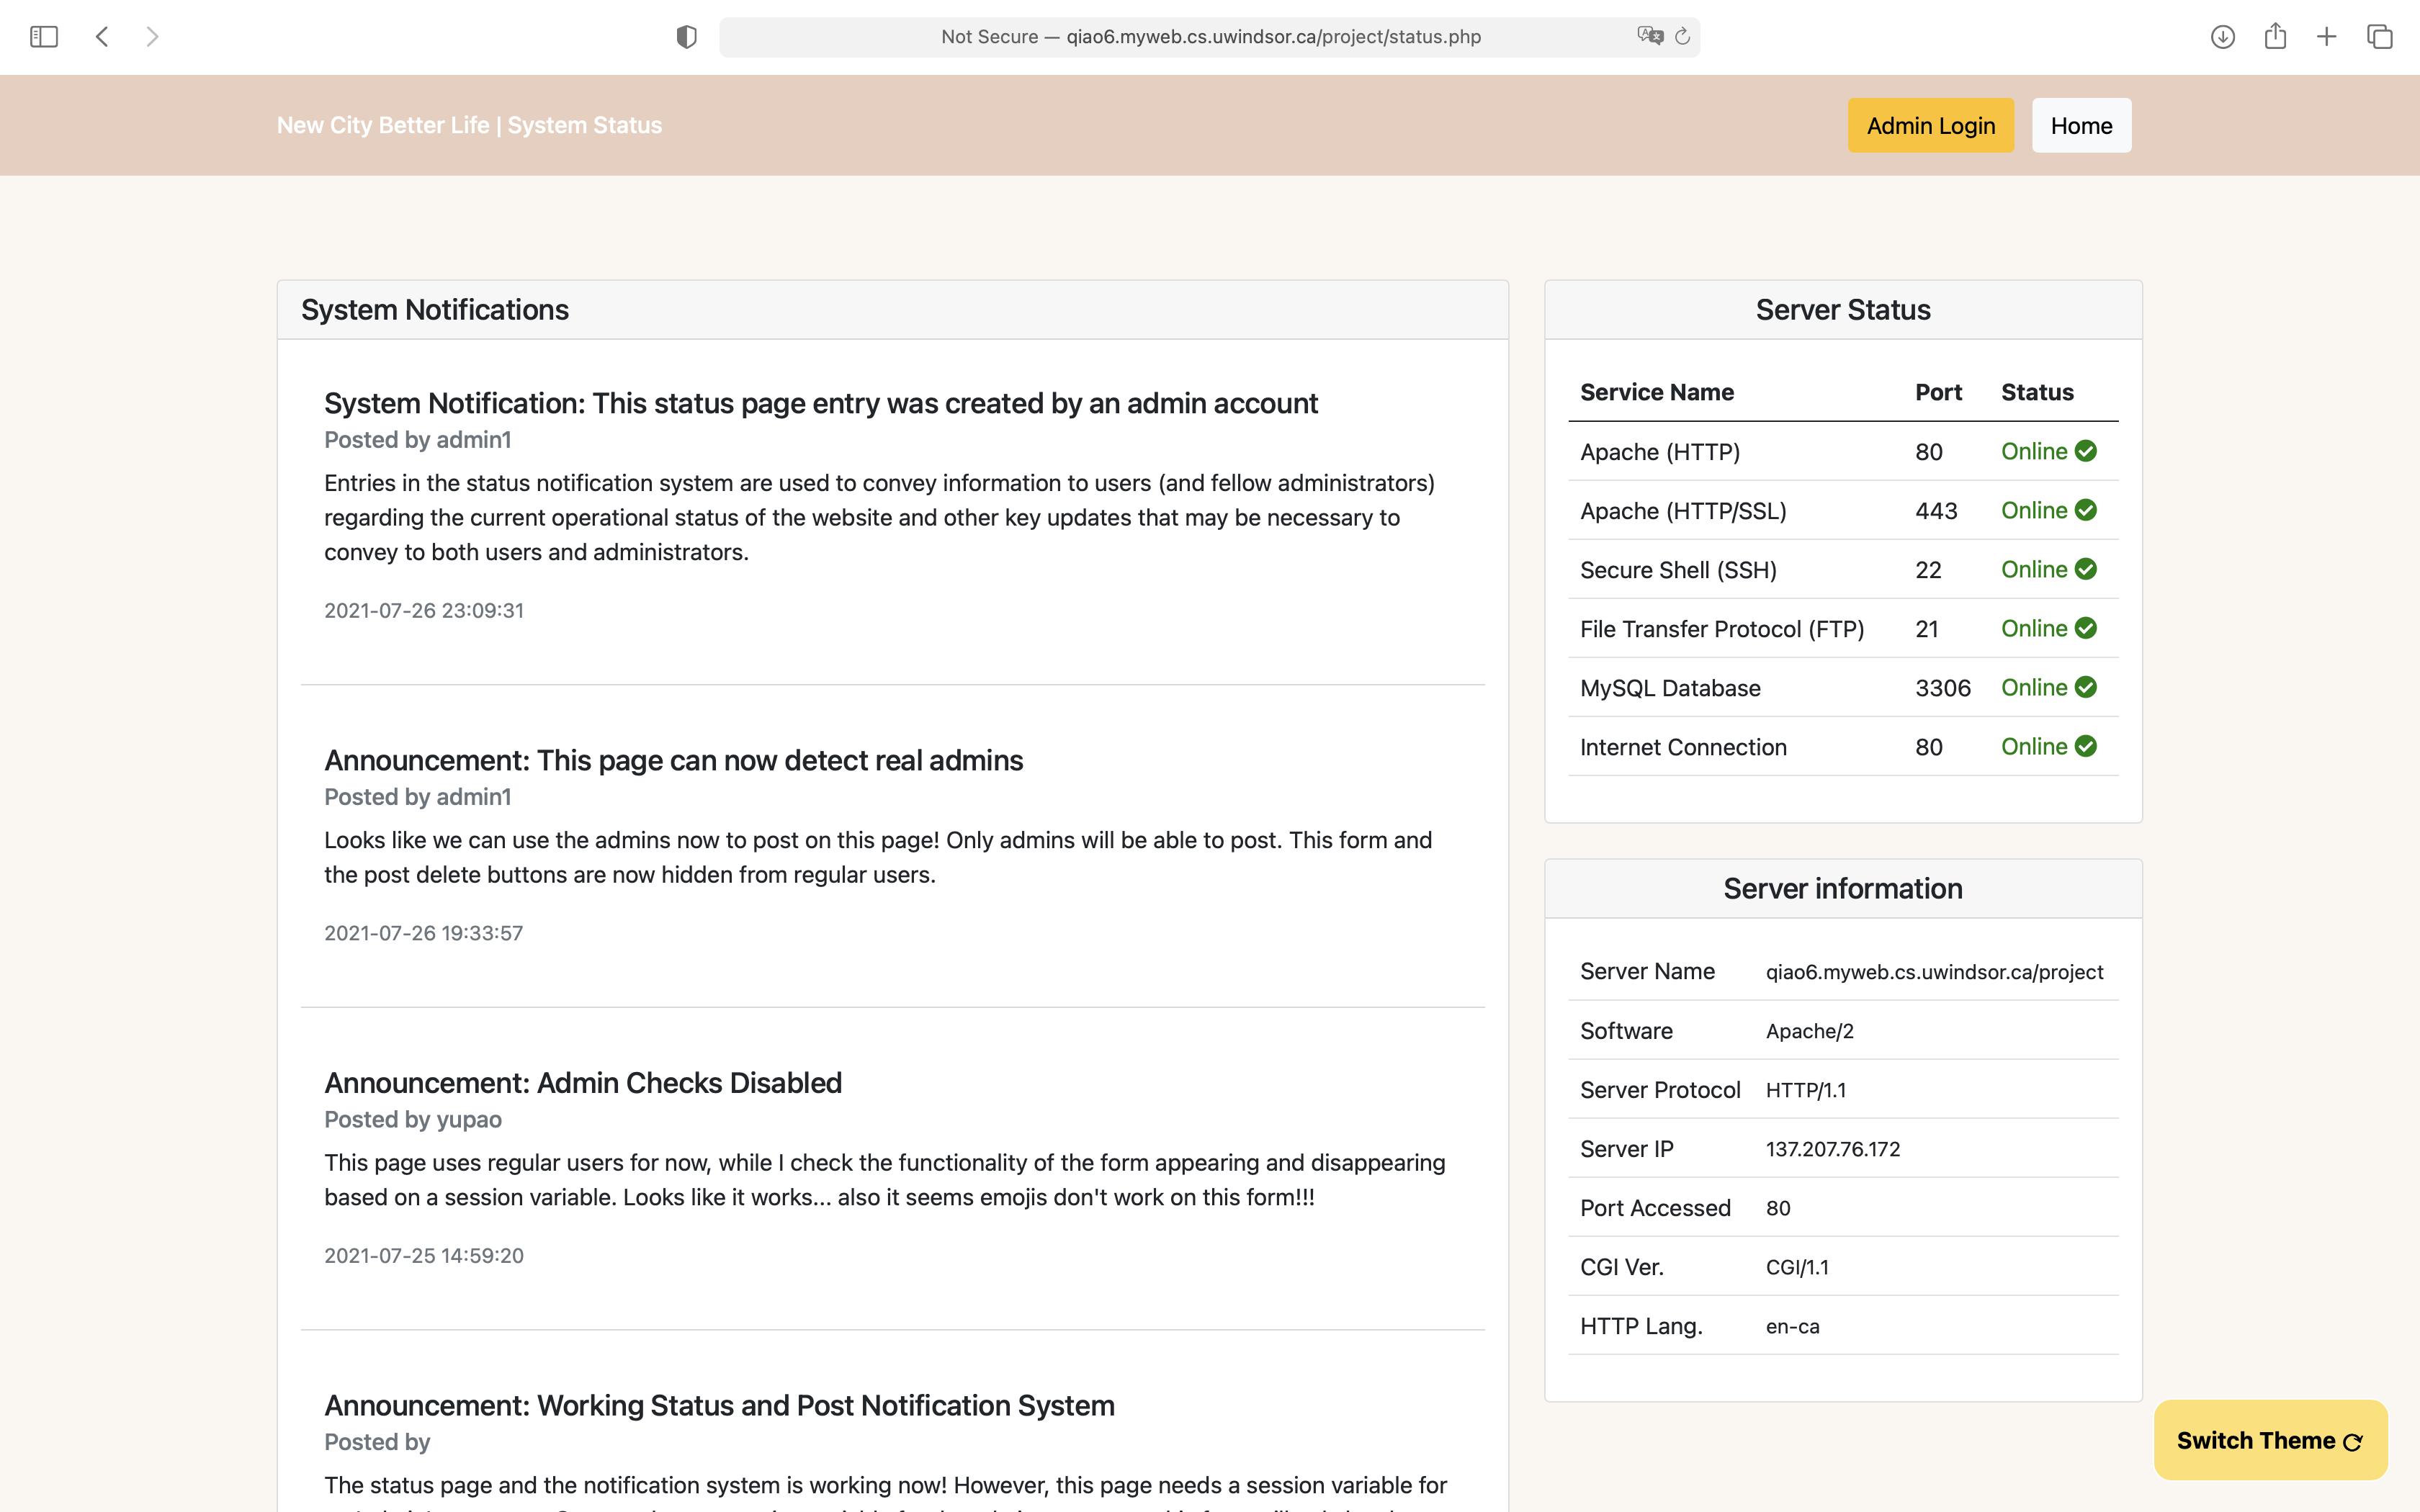 Not Secure — qiao6.myweb.cs.uwindsor.ca/project/status.php
New City Better Life | System Status
Admin Login
Home
System Notifications
System Notification: This status page entry was created by an admin account
Posted by admin1
Entries in the status notification system are used to convey information to users (and fellow administrators)
regarding the current operational status of the website and other key updates that may be necessary to
convey to both users and administrators.
2021-07-26 23:09:31
Announcement: This page can now detect real admins
Posted by admin1
Looks like we can use the admins now to post on this page! Only admins will be able to post. This form and
the post delete buttons are now hidden from regular users.
2021-07-26 19:33:57
Announcement: Admin Checks Disabled
Posted by yupao
This page uses regular users for now, while I check the functionality of the form appearing and disappearing
based on a session variable. Looks like it works... also it seems emojis don't work on this form!!!
2021-07-25 14:59:20
Announcement: Working Status and Post Notification System
Posted by
The status page and the notification system is working now! However, this page needs a session variable for
Server Status
Service Name Port Status
Apache (HTTP) 80 Online
Apache (HTTP/SSL) 443 Online
Secure Shell (SSH) 22 Online
File Transfer Protocol (FTP) 21 Online
MySQL Database 3306 Online
Internet Connection 80 Online
Server information
Server Name qiao6.myweb.cs.uwindsor.ca/project
Software Apache/2
Server Protocol HTTP/1.1
Server IP 137.207.76.172
Port Accessed 80
CGI Ver. CGI/1.1
HTTP Lang. en-ca
Switch Theme